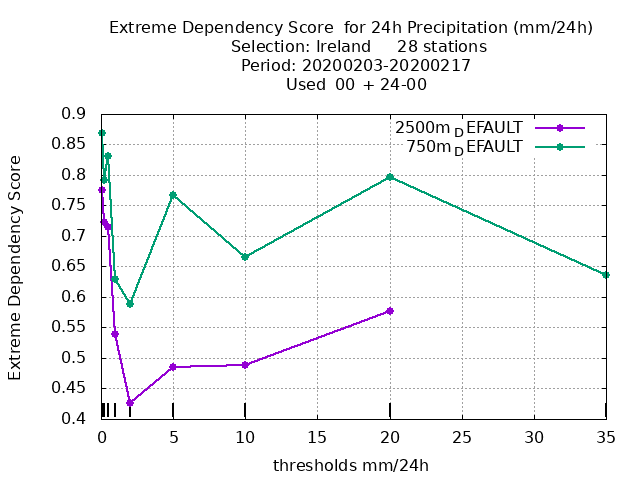 Extreme Dependency Score  for 24h Precipitation (mm/24h)
Selection: Ireland     28 stations
Period: 20200203-20200217
Used  00  + 24-00
2500m_DEFAULT
750m_DEFAULT
Extreme Dependency Score
0.9
0.85
0.8
0.75
0.7
0.65
0.6
0.55
0.5
0.45
0.4
0 5 10 15 20 25 30 35
thresholds mm/24h